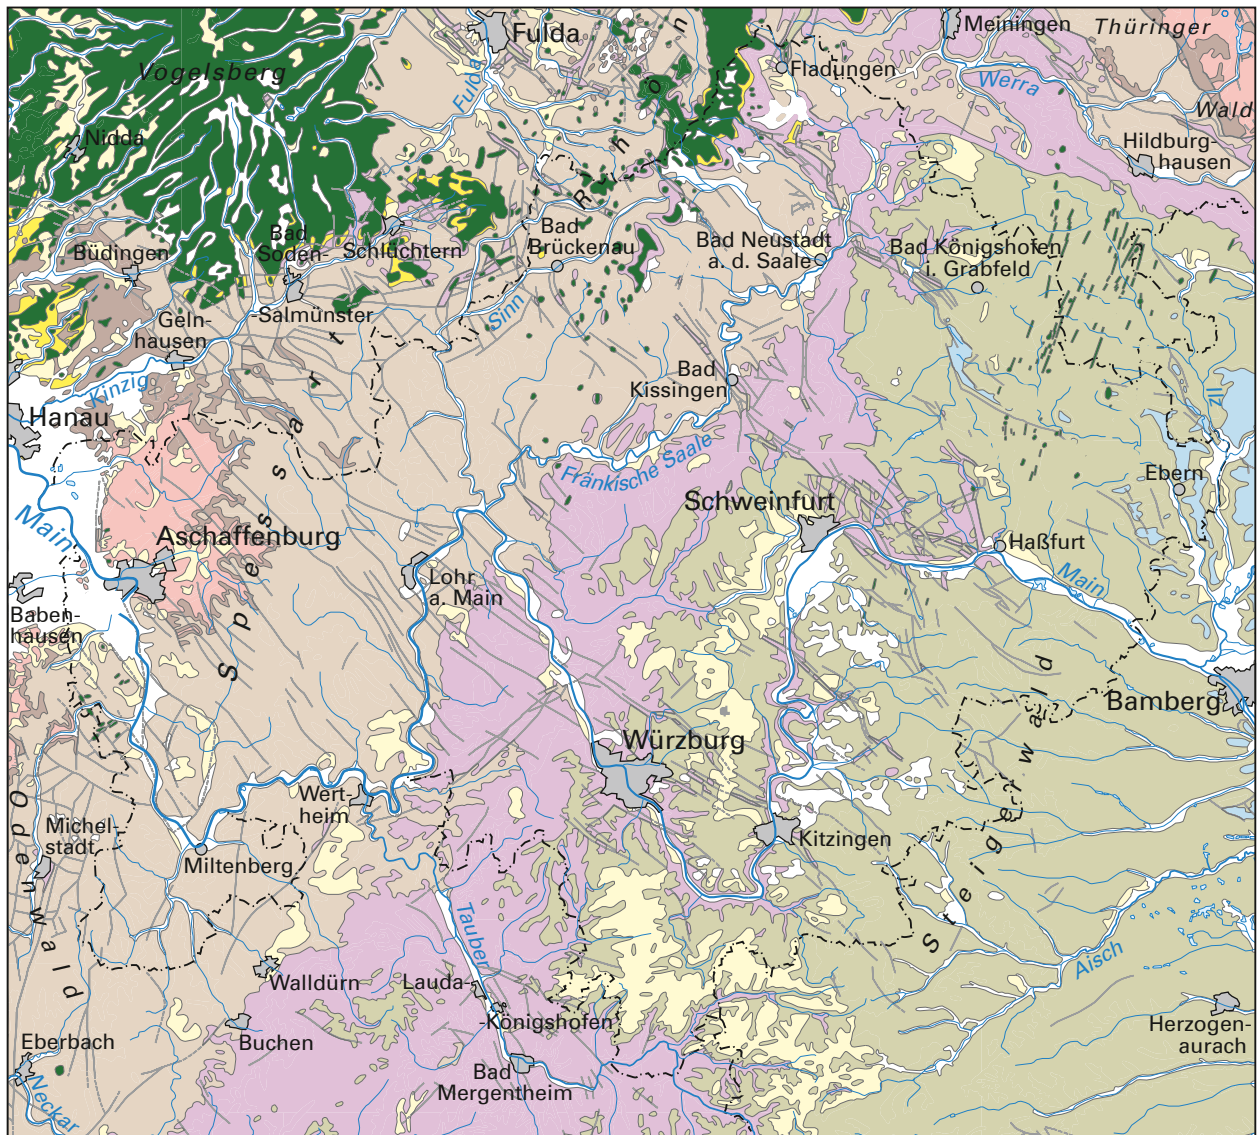 Fulda
Meiningen
Thüringer
Wald
Vogelsberg
Fulda
Fladungen
Werra
Nidda
Hildburg-
hausen
Rhön
Büdingen
Bad
Soden-
-Salmünster
Schlüchtern
Bad
Brückenau
Bad Neustadt
a. d. Saale
Bad Königshofen
i. Grabfeld
Geln-
hausen
Sinn
Kinzig
Bad
Kissingen
Itz
Hanau
Fränkische Saale
Ebern
Schweinfurt
Main
Aschaffenburg
Haßfurt
Main
Lohr
a. Main
Baben-
hausen
Spessart
Bamberg
Würzburg
Steigerwald
Wert-
heim
Odenwald
Michel-
stadt
Kitzingen
Miltenberg
Tauber
Aisch
Walldürn
Lauda-
-Königshofen
Buchen
Herzogen-
aurach
Eberbach
Bad
Mergentheim
Neckar